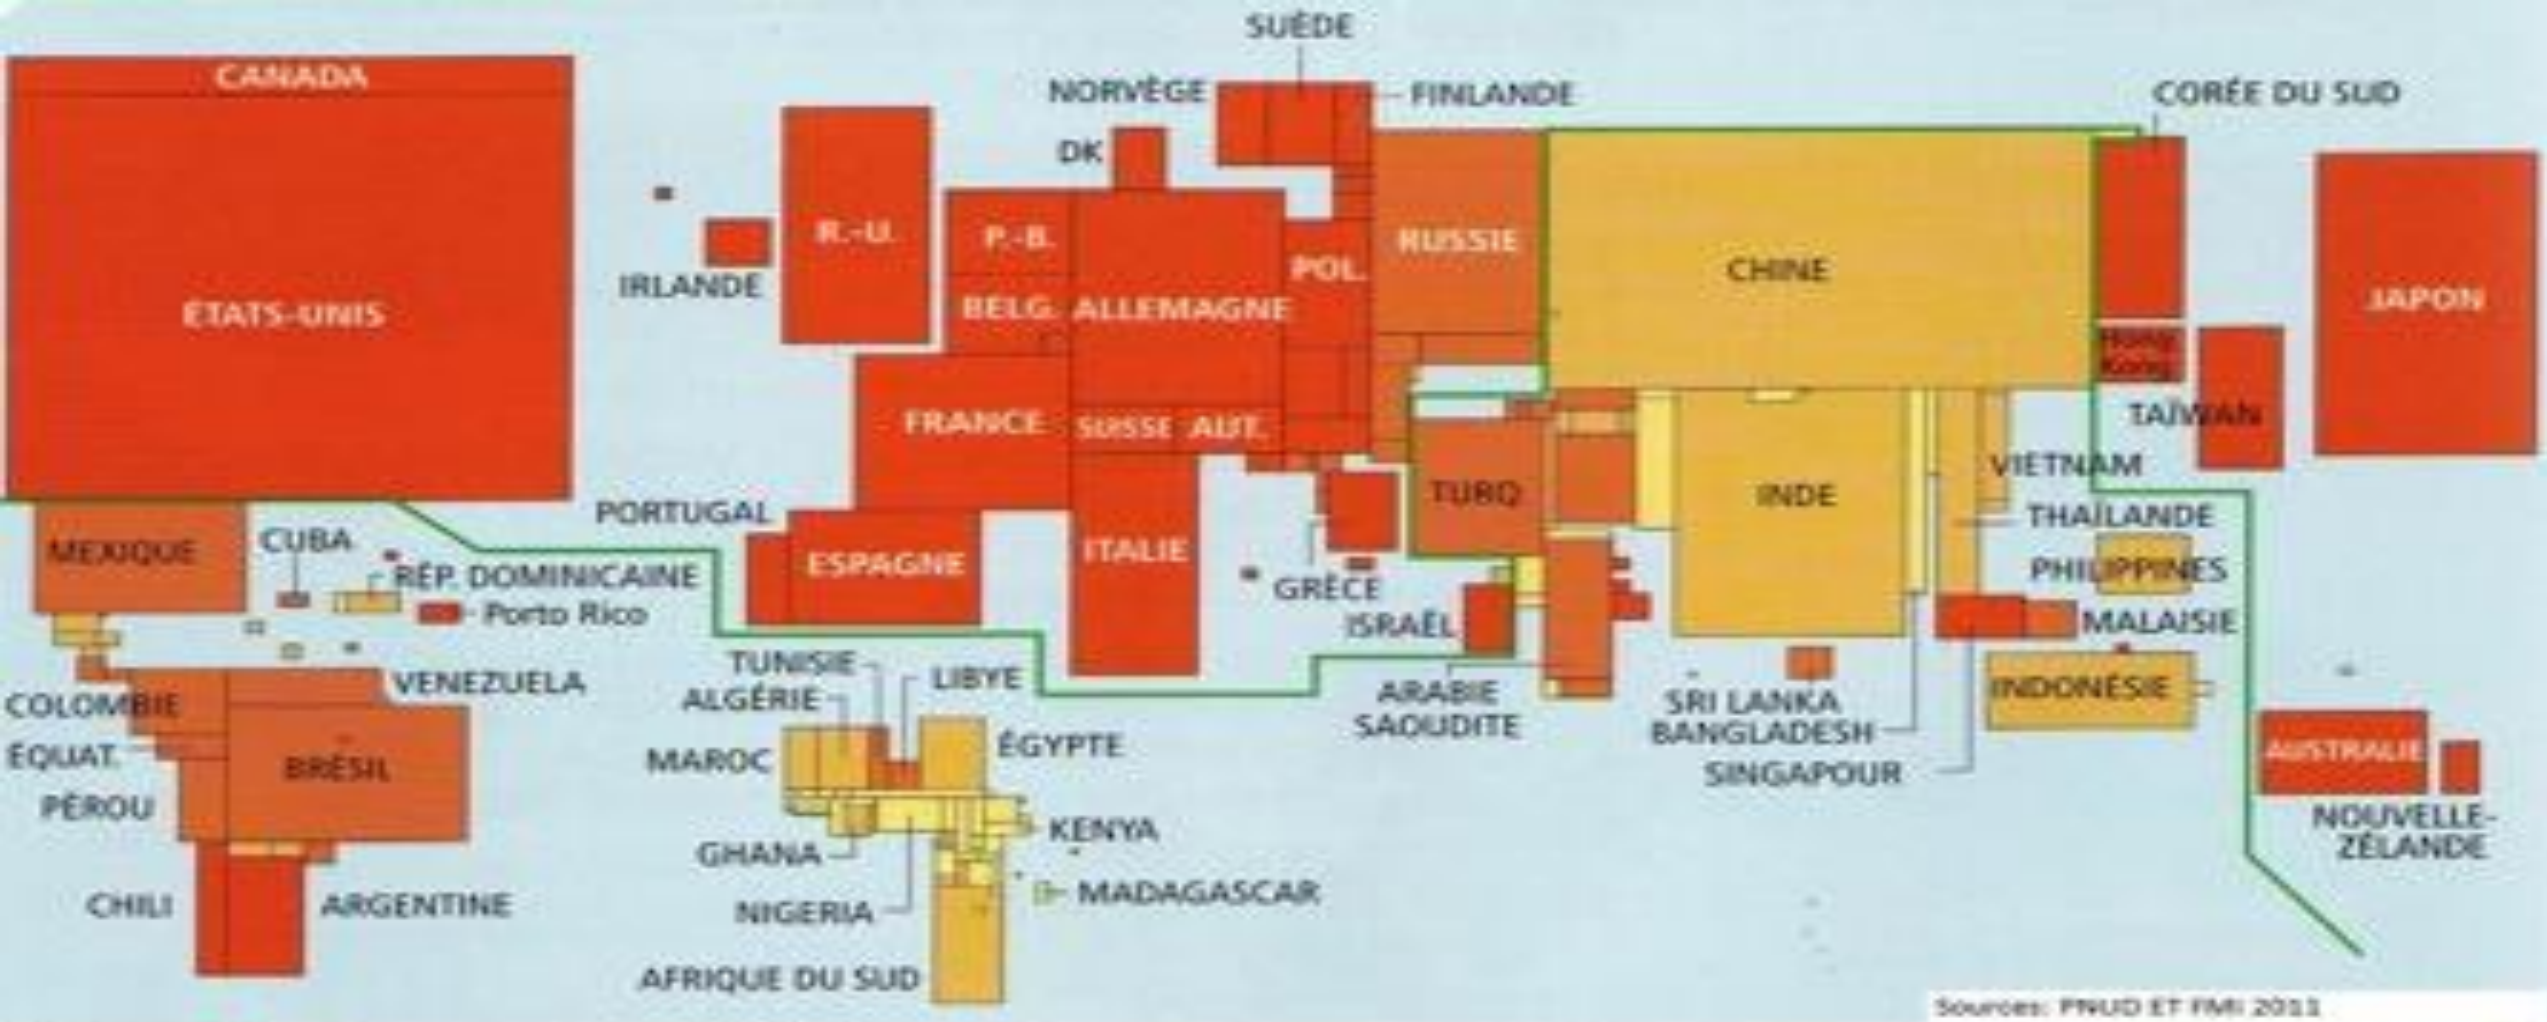 SUÈDE
CANADA
NORVÈGE
FINLANDE
CORÉE DU SUD
DK
R.-U.
P.-B.
RUSSIE
POL.
CHINE
IRLANDE
ÉTATS-UNIS
BELG.
ALLEMAGNE
JAPON
Hong
Kong
FRANCE
SUISSE
AUT.
TAÏWAN
VIETNAM
TURQ
INDE
PORTUGAL
THAÏLANDE
MEXIQUE
CUBA
ESPAGNE
ITALIE
PHILIPPINES
RÉP. DOMINICAINE
GRÈCE
Porto Rico
ISRAËL
MALAISIE
TUNISIE
LIBYE
VENEZUELA
ALGÉRIE
ARABIE
SAOUDITE
SRI LANKA
INDONÉSIE
COLOMBIE
BANGLADESH
ÉQUAT.
MAROC
ÉGYPTE
BRÉSIL
SINGAPOUR
AUSTRALIE
PÉROU
NOUVELLE-
ZÉLANDE
GHANA
KENYA
MADAGASCAR
CHILI
ARGENTINE
NIGERIA
AFRIQUE DU SUD
Sources: PNUD ET FMI 2011